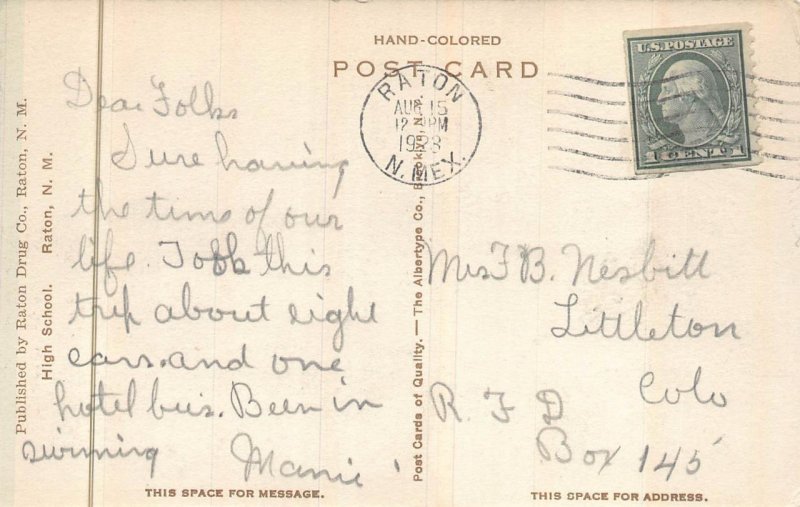 HAND-COLORED
POST CARD
RATON
AUG 15
12 PM
1923
N. MEX.
U.S. POSTAGE
1 CENT 1
Dear Folks
Sure having
the time of our
life. Took this
trip about eight
cars and one
hotel bus. Been in
swimming
Mamie
Mrs F B. Nesbitt
Littleton
Colo
R. F D
Box 145
Published by Raton Drug Co., Raton, N. M.
High School. Raton, N. M.
Post Cards of Quality. — The Albertype Co., Brooklyn, N.Y.
THIS SPACE FOR MESSAGE.
THIS SPACE FOR ADDRESS.